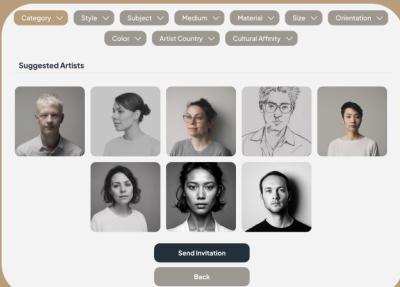 Category Style Subject Medium Material Size Orientation
Color Artist Country Cultural Affinity
Suggested Artists
Send Invitation
Back